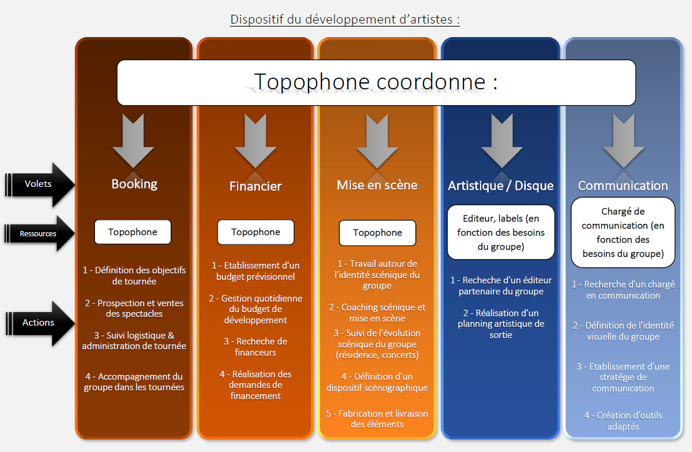 Dispositif du développement d'artistes :
Topophone coordonne :
Volets
Booking
Financier
Mise en scène
Artistique / Disque
Communication
Ressources
Topophone
Topophone
Topophone
Editeur, labels (en
fonction des besoins
du groupe)
Chargé de
communication (en
fonction des
besoins du groupe)
Actions
1 - Définition des objectifs
de tournée
2 - Prospection et ventes
des spectacles
3 - Suivi logistique &
administration de tournée
4 - Accompagnement du
groupe dans les tournées
1 - Etablissement d'un
budget prévisionnel
2 - Gestion quotidienne
du budget de
développement
3 - Recheche de
financeurs
4 - Réalisation des
demandes de
financement
1 - Travail autour de
l'identité scénique du
groupe
2 - Coaching scénique et
mise en scène
3 - Suivi de l'évolution
scénique du groupe
(résidence, concerts)
4 - Définition d'un
dispositif scénographique
5 - Fabrication et livraison
des éléments
1 - Recheche d'un éditeur
partenaire du groupe
2 - Réalisation d'un
planning artistique de
sortie
1 - Recherche d'un chargé
en communication
2 - Définition de l'identité
visuelle du groupe
3 - Etablissement d'une
stratégie de
communication
4 - Création d'outils
adaptés